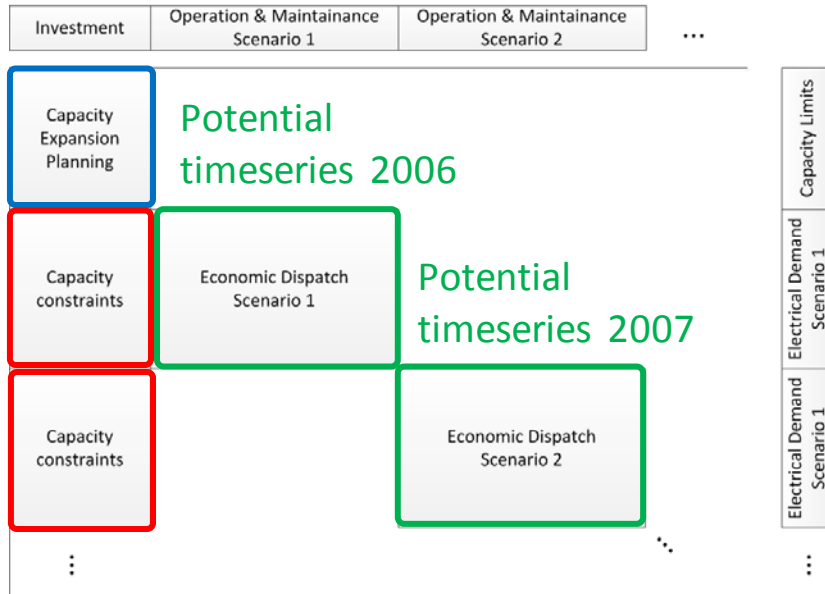 Investment
Operation & Maintainance
Scenario 1
Operation & Maintainance
Scenario 2
...
Capacity
Expansion
Planning
Potential
timeseries 2006
Capacity Limits
Capacity
constraints
Economic Dispatch
Scenario 1
Potential
timeseries 2007
Electrical Demand
Scenario 1
Capacity
constraints
Economic Dispatch
Scenario 2
Electrical Demand
Scenario 1